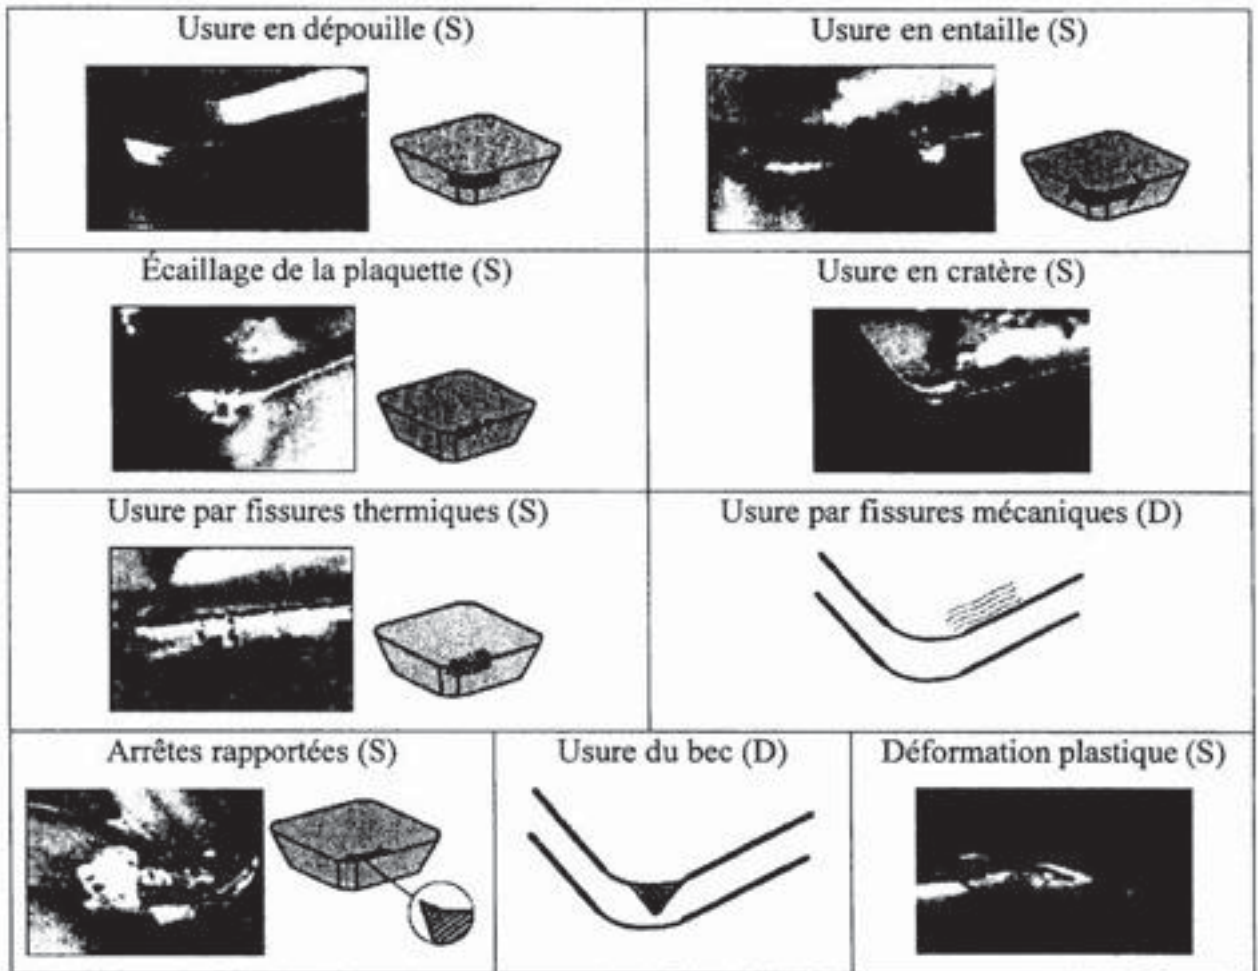 Usure en dépouille (S)
Usure en entaille (S)
Écaillage de la plaquette (S)
Usure en cratère (S)
Usure par fissures thermiques (S)
Usure par fissures mécaniques (D)
Arrêtes rapportées (S)
Usure du bec (D)
Déformation plastique (S)